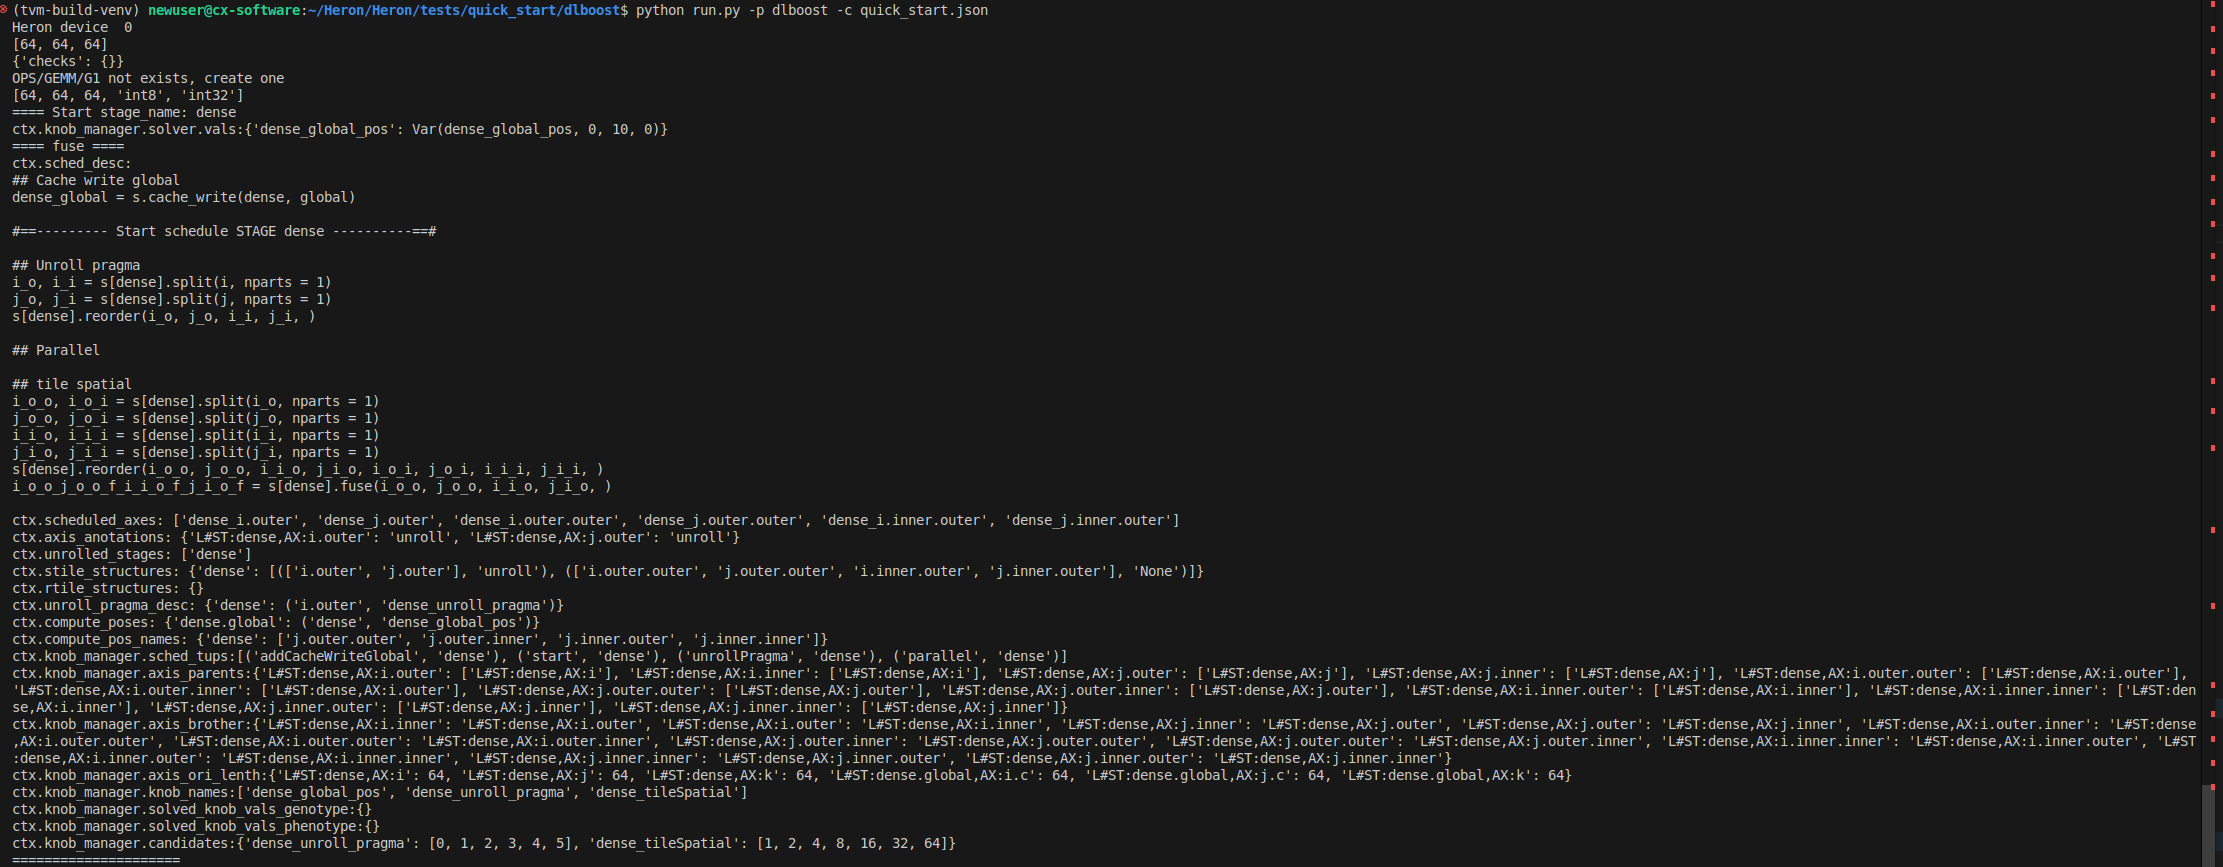 (tvm-build-venv) newuser@cx-software:~/Heron/Heron/tests/quick_start/dlboost$ python run.py -p dlboost -c quick_start.json
Heron device  0
[64, 64, 64]
{'checks': {}}
OPS/GEMM/G1 not exists, create one
[64, 64, 64, 'int8', 'int32']
==== Start stage_name: dense
ctx.knob_manager.solver.vals:{'dense_global_pos': Var(dense_global_pos, 0, 10, 0)}
==== fuse ====
ctx.sched_desc:
## Cache write global
dense_global = s.cache_write(dense, global)
#==--------- Start schedule STAGE dense ----------==#
## Unroll pragma
i_o, i_i = s[dense].split(i, nparts = 1)
j_o, j_i = s[dense].split(j, nparts = 1)
s[dense].reorder(i_o, j_o, i_i, j_i, )
## Parallel
## tile spatial
i_o_o, i_o_i = s[dense].split(i_o, nparts = 1)
j_o_o, j_o_i = s[dense].split(j_o, nparts = 1)
i_i_o, i_i_i = s[dense].split(i_i, nparts = 1)
j_i_o, j_i_i = s[dense].split(j_i, nparts = 1)
s[dense].reorder(i_o_o, j_o_o, i_i_o, j_i_o, i_o_i, j_o_i, i_i_i, j_i_i, )
i_o_o_j_o_o_f_i_i_o_f_j_i_o_f = s[dense].fuse(i_o_o, j_o_o, i_i_o, j_i_o, )
ctx.scheduled_axes: ['dense_i.outer', 'dense_j.outer', 'dense_i.outer.outer', 'dense_j.outer.outer', 'dense_i.inner.outer', 'dense_j.inner.outer']
ctx.axis_anotations: {'L#ST:dense,AX:i.outer': 'unroll', 'L#ST:dense,AX:j.outer': 'unroll'}
ctx.unrolled_stages: ['dense']
ctx.stile_structures: {'dense': [(['i.outer', 'j.outer'], 'unroll'), (['i.outer.outer', 'j.outer.outer', 'i.inner.outer', 'j.inner.outer'], 'None')]}
ctx.rtile_structures: {}
ctx.unroll_pragma_desc: {'dense': ('i.outer', 'dense_unroll_pragma')}
ctx.compute_poses: {'dense.global': ('dense', 'dense_global_pos')}
ctx.compute_pos_names: {'dense': ['j.outer.outer', 'j.outer.inner', 'j.inner.outer', 'j.inner.inner']}
ctx.knob_manager.sched_tups:[('addCacheWriteGlobal', 'dense'), ('start', 'dense'), ('unrollPragma', 'dense'), ('parallel', 'dense')]
ctx.knob_manager.axis_parents:{'L#ST:dense,AX:i.outer': ['L#ST:dense,AX:i'], 'L#ST:dense,AX:i.inner': ['L#ST:dense,AX:i'], 'L#ST:dense,AX:j.outer': ['L#ST:dense,AX:j'], 'L#ST:dense,AX:j.inner': ['L#ST:dense,AX:j'], 'L#ST:dense,AX:i.outer.outer': ['L#ST:dense,AX:i.outer'],
'L#ST:dense,AX:i.outer.inner': ['L#ST:dense,AX:i.outer'], 'L#ST:dense,AX:j.outer.outer': ['L#ST:dense,AX:j.outer'], 'L#ST:dense,AX:j.outer.inner': ['L#ST:dense,AX:j.outer'], 'L#ST:dense,AX:i.inner.outer': ['L#ST:dense,AX:i.inner'], 'L#ST:dense,AX:i.inner.inner': ['L#ST:den
se,AX:i.inner'], 'L#ST:dense,AX:j.inner.outer': ['L#ST:dense,AX:j.inner'], 'L#ST:dense,AX:j.inner.inner': ['L#ST:dense,AX:j.inner']}
ctx.knob_manager.axis_brother:{'L#ST:dense,AX:i.inner': 'L#ST:dense,AX:i.outer', 'L#ST:dense,AX:i.outer': 'L#ST:dense,AX:i.inner', 'L#ST:dense,AX:j.inner': 'L#ST:dense,AX:j.outer', 'L#ST:dense,AX:j.outer': 'L#ST:dense,AX:j.inner', 'L#ST:dense,AX:i.outer.inner': 'L#ST:dense
,AX:i.outer.outer', 'L#ST:dense,AX:i.outer.outer': 'L#ST:dense,AX:i.outer.inner', 'L#ST:dense,AX:j.outer.inner': 'L#ST:dense,AX:j.outer.outer', 'L#ST:dense,AX:j.outer.outer': 'L#ST:dense,AX:j.outer.inner', 'L#ST:dense,AX:i.inner.inner': 'L#ST:dense,AX:i.inner.outer', 'L#ST
:dense,AX:i.inner.outer': 'L#ST:dense,AX:i.inner.inner', 'L#ST:dense,AX:j.inner.inner': 'L#ST:dense,AX:j.inner.outer', 'L#ST:dense,AX:j.inner.outer': 'L#ST:dense,AX:j.inner.inner'}
ctx.knob_manager.axis_ori_lenth:{'L#ST:dense,AX:i': 64, 'L#ST:dense,AX:j': 64, 'L#ST:dense,AX:k': 64, 'L#ST:dense.global,AX:i.c': 64, 'L#ST:dense.global,AX:j.c': 64, 'L#ST:dense.global,AX:k': 64}
ctx.knob_manager.knob_names:['dense_global_pos', 'dense_unroll_pragma', 'dense_tileSpatial']
ctx.knob_manager.solved_knob_vals_genotype:{}
ctx.knob_manager.solved_knob_vals_phenotype:{}
ctx.knob_manager.candidates:{'dense_unroll_pragma': [0, 1, 2, 3, 4, 5], 'dense_tileSpatial': [1, 2, 4, 8, 16, 32, 64]}
=====================